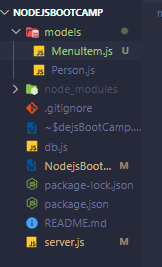 NODEJSBOOTCAMP
models
MenuItem.js U
Person.js
node_modules
.gitignore
~$dejsBootCamp....
db.js
NodejsBoot... M
package-lock.json
package.json
README.md
server.js M